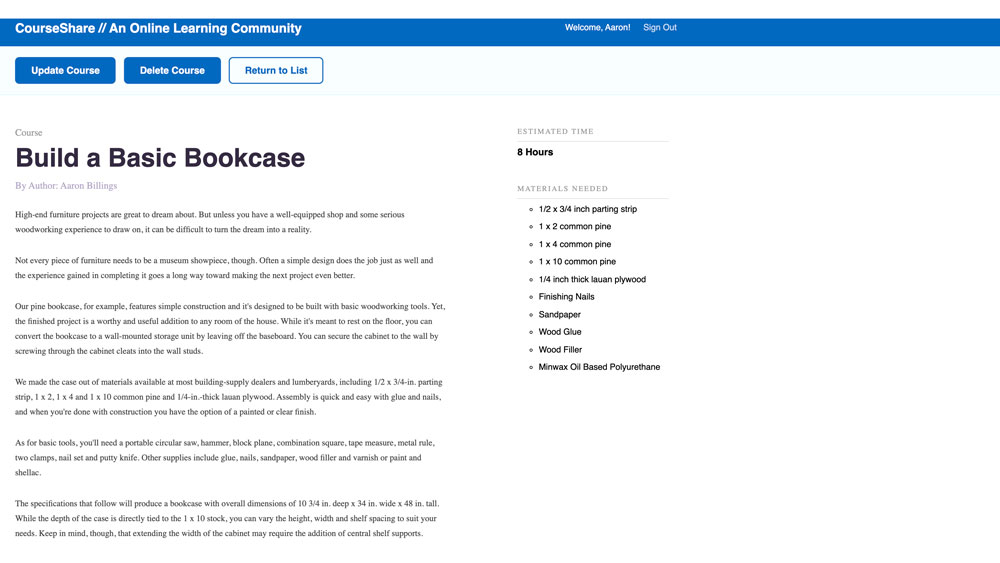 CourseShare // An Online Learning Community
Welcome, Aaron!
Sign Out
Update Course
Delete Course
Return to List
Course
Build a Basic Bookcase
By Author: Aaron Billings
High-end furniture projects are great to dream about. But unless you have a well-equipped shop and some serious
woodworking experience to draw on, it can be difficult to turn the dream into a reality.
Not every piece of furniture needs to be a museum showpiece, though. Often a simple design does the job just as well and
the experience gained in completing it goes a long way toward making the next project even better.
Our pine bookcase, for example, features simple construction and it's designed to be built with basic woodworking tools. Yet,
the finished project is a worthy and useful addition to any room of the house. While it's meant to rest on the floor, you can
convert the bookcase to a wall-mounted storage unit by leaving off the baseboard. You can secure the cabinet to the wall by
screwing through the cabinet cleats into the wall studs.
We made the case out of materials available at most building-supply dealers and lumberyards, including 1/2 x 3/4-in. parting
strip, 1 x 2, 1 x 4 and 1 x 10 common pine and 1/4-in.-thick lauan plywood. Assembly is quick and easy with glue and nails,
and when you're done with construction you have the option of a painted or clear finish.
As for basic tools, you'll need a portable circular saw, hammer, block plane, combination square, tape measure, metal rule,
two clamps, nail set and putty knife. Other supplies include glue, nails, sandpaper, wood filler and varnish or paint and
shellac.
The specifications that follow will produce a bookcase with overall dimensions of 10 3/4 in. deep x 34 in. wide x 48 in. tall.
While the depth of the case is directly tied to the 1 x 10 stock, you can vary the height, width and shelf spacing to suit your
needs. Keep in mind, though, that extending the width of the cabinet may require the addition of central shelf supports.
ESTIMATED TIME
8 Hours
MATERIALS NEEDED
1/2 x 3/4 inch parting strip
1 x 2 common pine
1 x 4 common pine
1 x 10 common pine
1/4 inch thick lauan plywood
Finishing Nails
Sandpaper
Wood Glue
Wood Filler
Minwax Oil Based Polyurethane